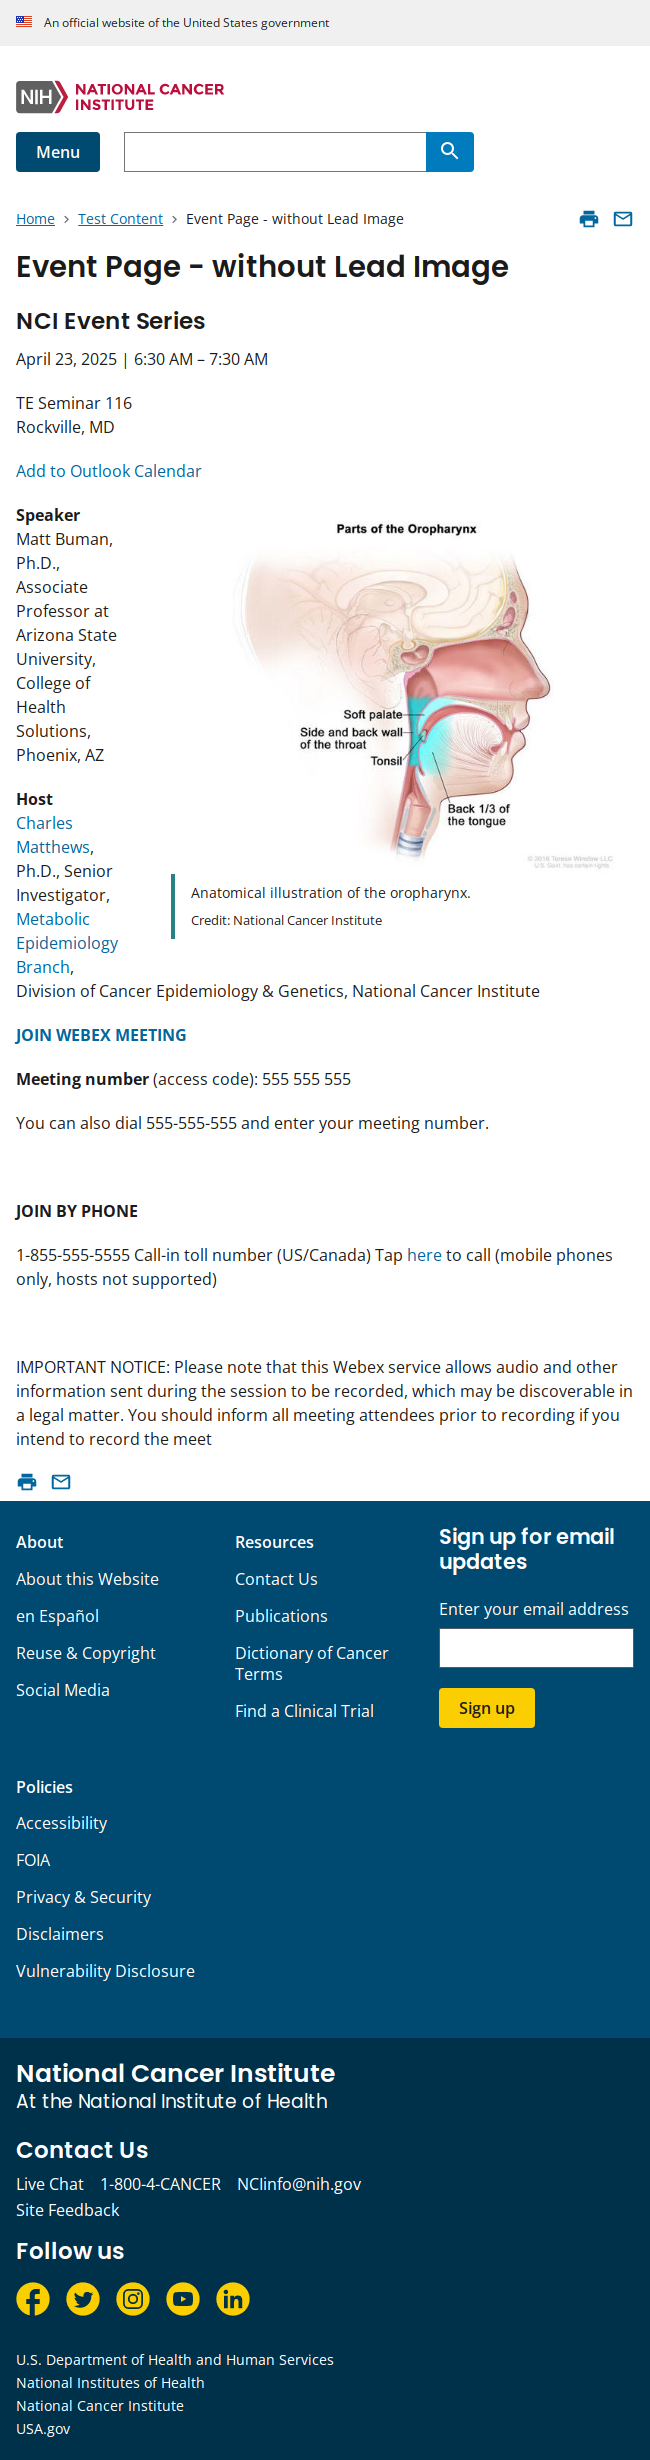 An official website of the United States government
NIH NATIONAL CANCER
INSTITUTE
Menu
Home > Test Content > Event Page - without Lead Image
Event Page - without Lead Image
NCI Event Series
April 23, 2025 | 6:30 AM – 7:30 AM
TE Seminar 116
Rockville, MD
Add to Outlook Calendar
Speaker
Matt Buman,
Ph.D.,
Associate
Professor at
Arizona State
University,
College of
Health
Solutions,
Phoenix, AZ
Parts of the Oropharynx
Soft palate
Side and back wall
of the throat
Tonsil
Back 1/3 of
the tongue
© 2016 Terese Winslow LLC
U.S. Govt. has certain rights
Anatomical illustration of the oropharynx.
Credit: National Cancer Institute
Host
Charles
Matthews,
Ph.D., Senior
Investigator,
Metabolic
Epidemiology
Branch,
Division of Cancer Epidemiology & Genetics, National Cancer Institute
JOIN WEBEX MEETING
Meeting number (access code): 555 555 555
You can also dial 555-555-555 and enter your meeting number.
JOIN BY PHONE
1-855-555-5555 Call-in toll number (US/Canada) Tap here to call (mobile phones
only, hosts not supported)
IMPORTANT NOTICE: Please note that this Webex service allows audio and other
information sent during the session to be recorded, which may be discoverable in
a legal matter. You should inform all meeting attendees prior to recording if you
intend to record the meet
About
About this Website
en Español
Reuse & Copyright
Social Media
Resources
Contact Us
Publications
Dictionary of Cancer
Terms
Find a Clinical Trial
Sign up for email
updates
Enter your email address
Sign up
Policies
Accessibility
FOIA
Privacy & Security
Disclaimers
Vulnerability Disclosure
National Cancer Institute
At the National Institute of Health
Contact Us
Live Chat 1-800-4-CANCER NCIinfo@nih.gov
Site Feedback
Follow us
U.S. Department of Health and Human Services
National Institutes of Health
National Cancer Institute
USA.gov